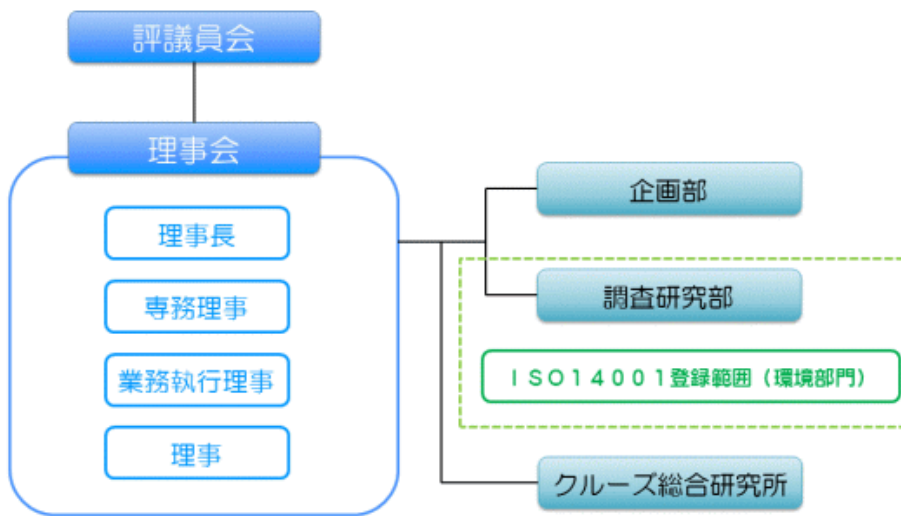 評議員会
理事会
理事長
専務理事
業務執行理事
理事
企画部
調査研究部
ＩＳＯ１４００１登録範囲（環境部門）
クルーズ総合研究所